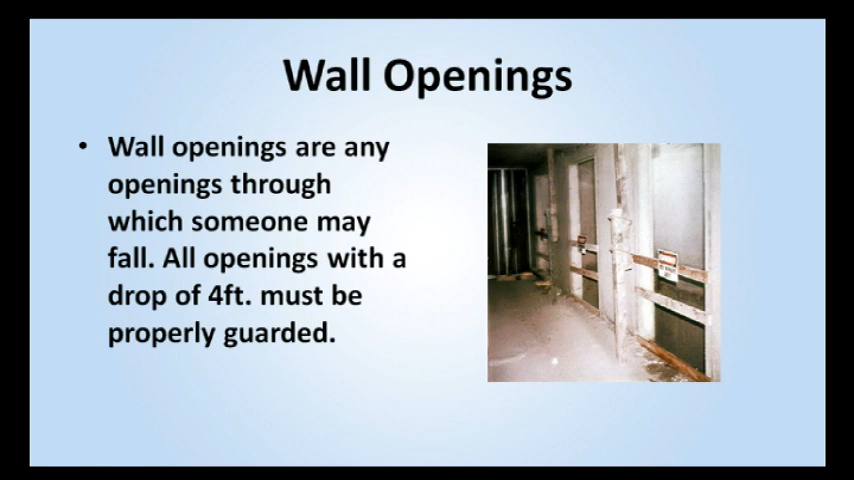 Wall Openings
• Wall openings are any
openings through
which someone may
fall. All openings with a
drop of 4ft. must be
properly guarded.